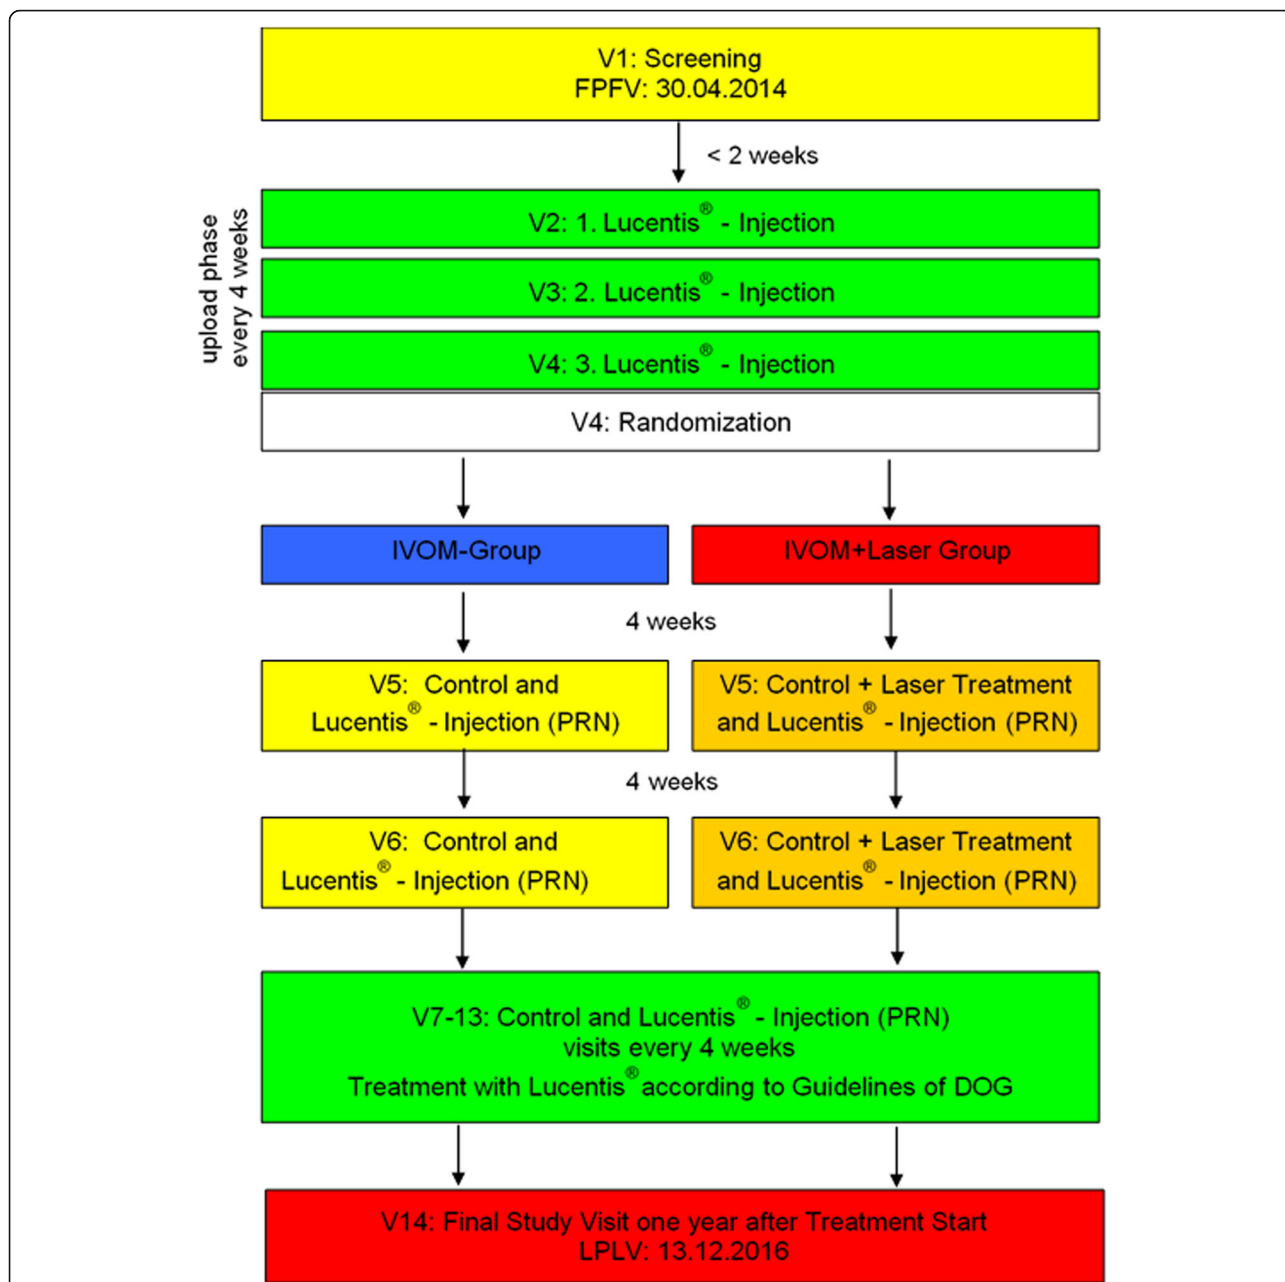 V1: Screening
FPFV: 30.04.2014
< 2 weeks
upload phase
every 4 weeks
V2: 1. Lucentis® - Injection
V3: 2. Lucentis® - Injection
V4: 3. Lucentis® - Injection
V4: Randomization
IVOM-Group
IVOM+Laser Group
4 weeks
V5: Control and
Lucentis® - Injection (PRN)
V5: Control + Laser Treatment
and Lucentis® - Injection (PRN)
4 weeks
V6: Control and
Lucentis® - Injection (PRN)
V6: Control + Laser Treatment
and Lucentis® - Injection (PRN)
V7-13: Control and Lucentis® - Injection (PRN)
visits every 4 weeks
Treatment with Lucentis® according to Guidelines of DOG
V14: Final Study Visit one year after Treatment Start
LPLV: 13.12.2016